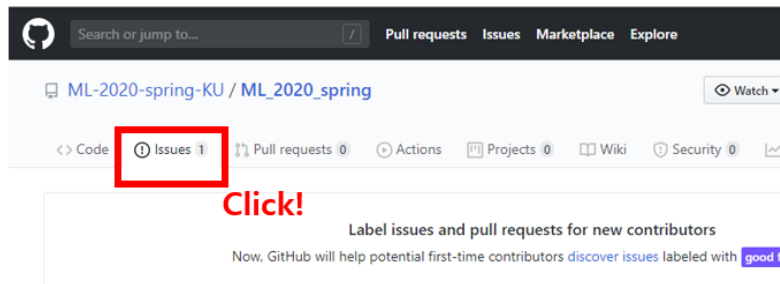 Search or jump to... / Pull requests Issues Marketplace Explore
ML-2020-spring-KU / ML_2020_spring Watch
<> Code Issues 1 Pull requests 0 Actions Projects 0 Wiki Security 0
Click!
Label issues and pull requests for new contributors
Now, GitHub will help potential first-time contributors discover issues labeled with good